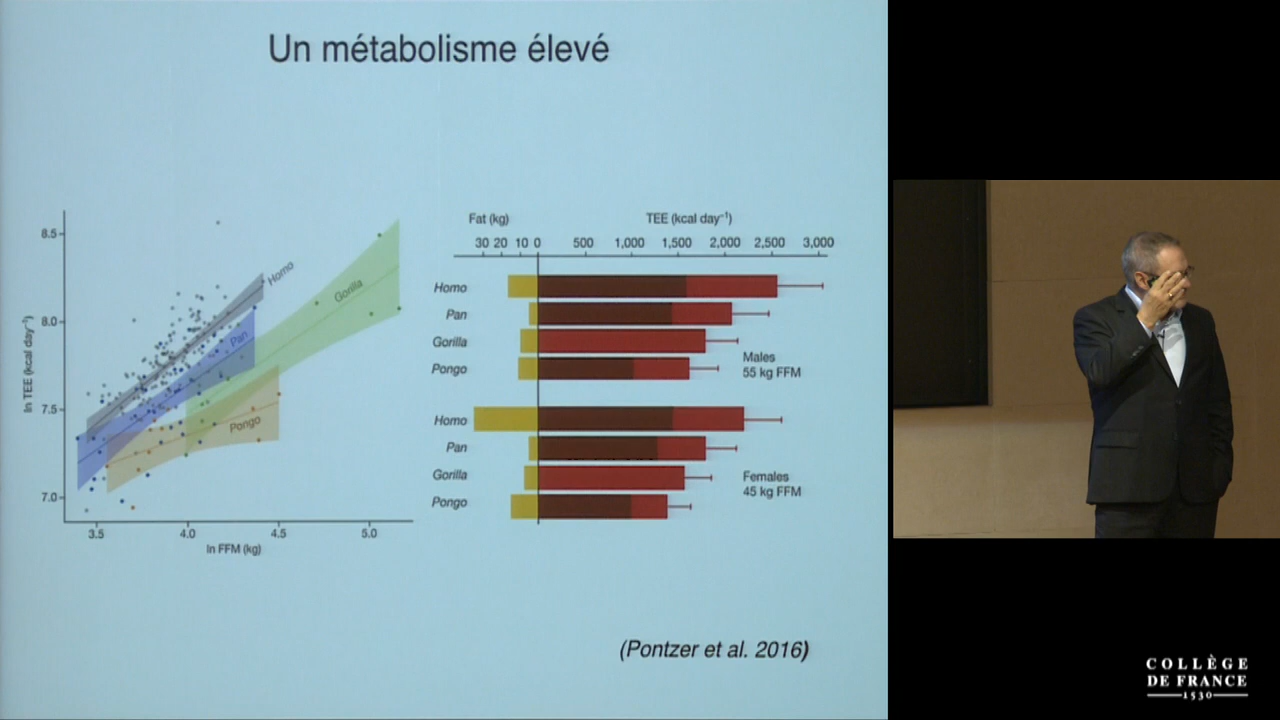 Un métabolisme élevé
8.5
8.0
7.5
7.0
ln TEE (kcal day⁻¹)
3.5 4.0 4.5 5.0
ln FFM (kg)
Homo
Gorilla
Pan
Pongo
Fat (kg) TEE (kcal day⁻¹)
30 20 10 0 500 1,000 1,500 2,000 2,500 3,000
Homo
Pan
Gorilla
Pongo
Males
55 kg FFM
Homo
Pan
Gorilla
Pongo
Females
45 kg FFM
(Pontzer et al. 2016)
COLLÈGE
DE FRANCE
1530